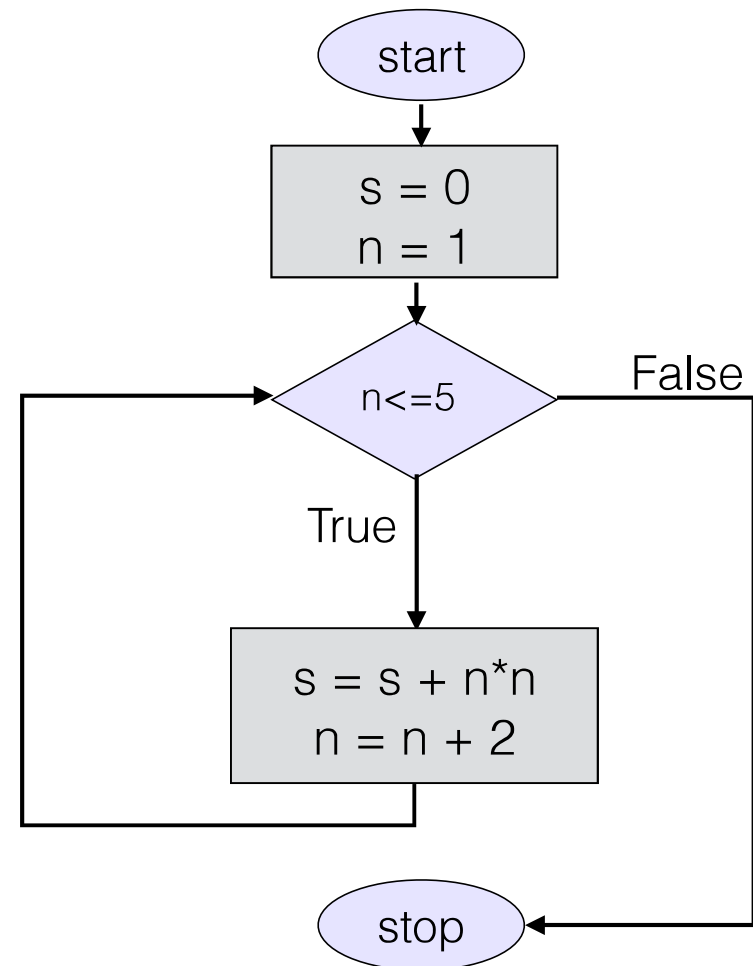 start
s = 0
n = 1
n<=5
False
True
s = s + n*n
n = n + 2
stop